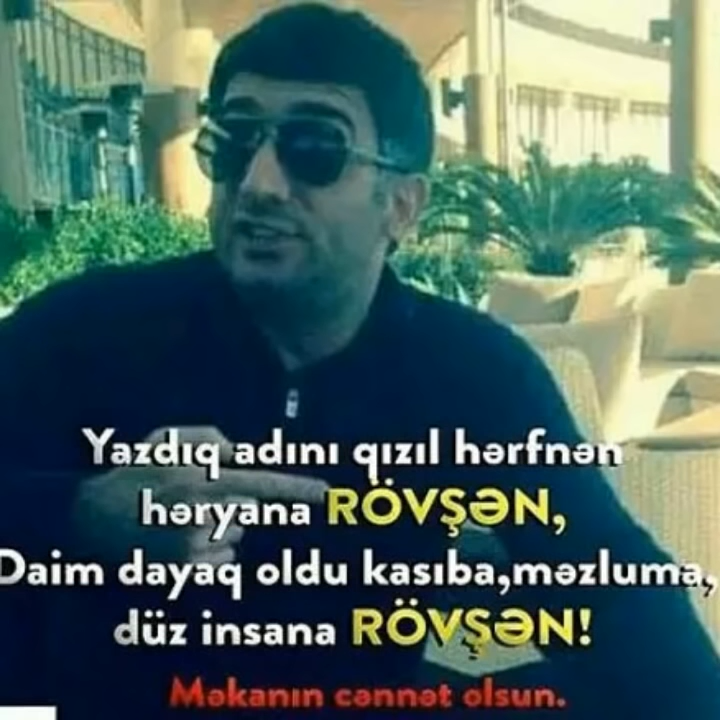 Yazdıq adını qızıl hərfnən
həryana RÖVŞƏN,
Daim dayaq oldu kasıba,məzluma,
düz insana RÖVŞƏN!
Məkanın cənnət olsun.